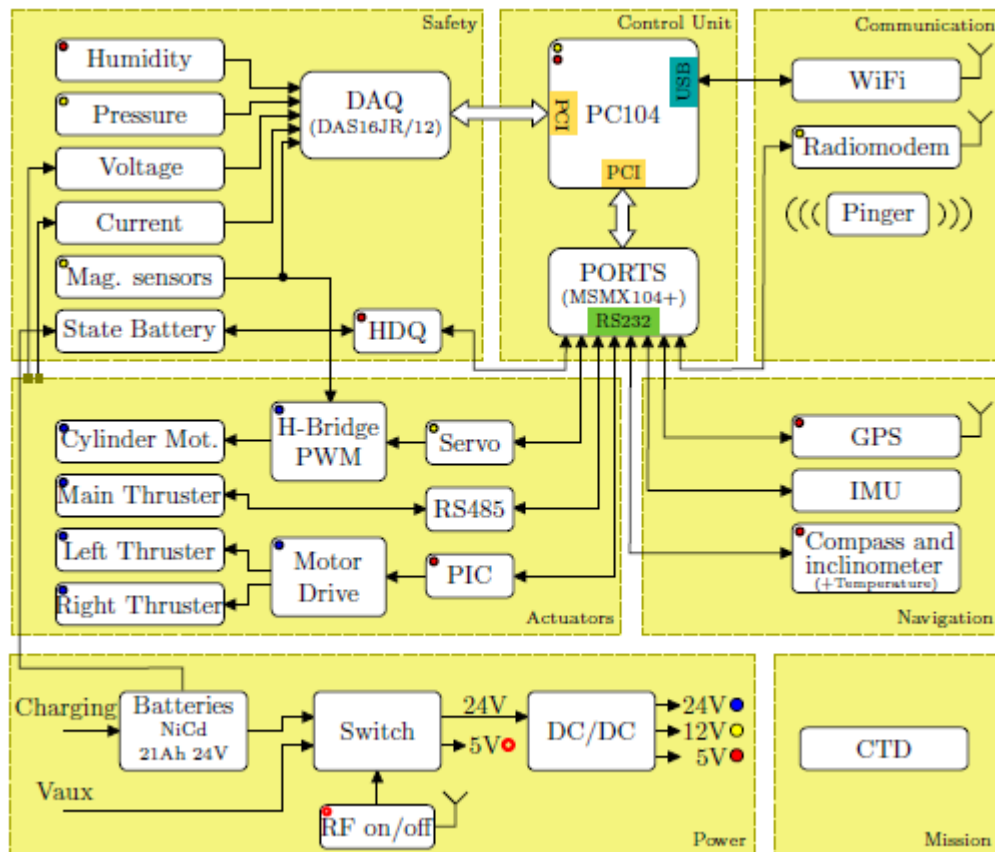 Safety
Humidity
Pressure
Voltage
Current
Mag. sensors
State Battery
DAQ
(DAS16JR/12)
HDQ
Control Unit
PC104
USB
PCI
PCI
PORTS
(MSMX104+)
RS232
Communication
WiFi
Radiomodem
Pinger
Cylinder Mot.
Main Thruster
Left Thruster
Right Thruster
H-Bridge
PWM
Motor
Drive
Servo
RS485
PIC
Actuators
GPS
IMU
Compass and
inclinometer
(+Temperature)
Navigation
Charging
Vaux
Batteries
NiCd
21Ah 24V
Switch
RF on/off
24V
5V
DC/DC
24V
12V
5V
Power
CTD
Mission